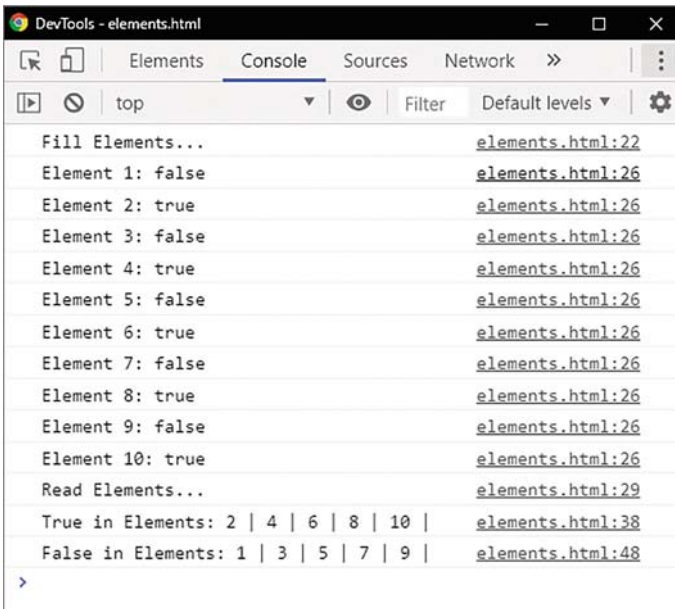 DevTools - elements.html
Elements Console Sources Network »
top Filter Default levels
Fill Elements... elements.html:22
Element 1: false elements.html:26
Element 2: true elements.html:26
Element 3: false elements.html:26
Element 4: true elements.html:26
Element 5: false elements.html:26
Element 6: true elements.html:26
Element 7: false elements.html:26
Element 8: true elements.html:26
Element 9: false elements.html:26
Element 10: true elements.html:26
Read Elements... elements.html:29
True in Elements: 2 | 4 | 6 | 8 | 10 | elements.html:38
False in Elements: 1 | 3 | 5 | 7 | 9 | elements.html:48
>